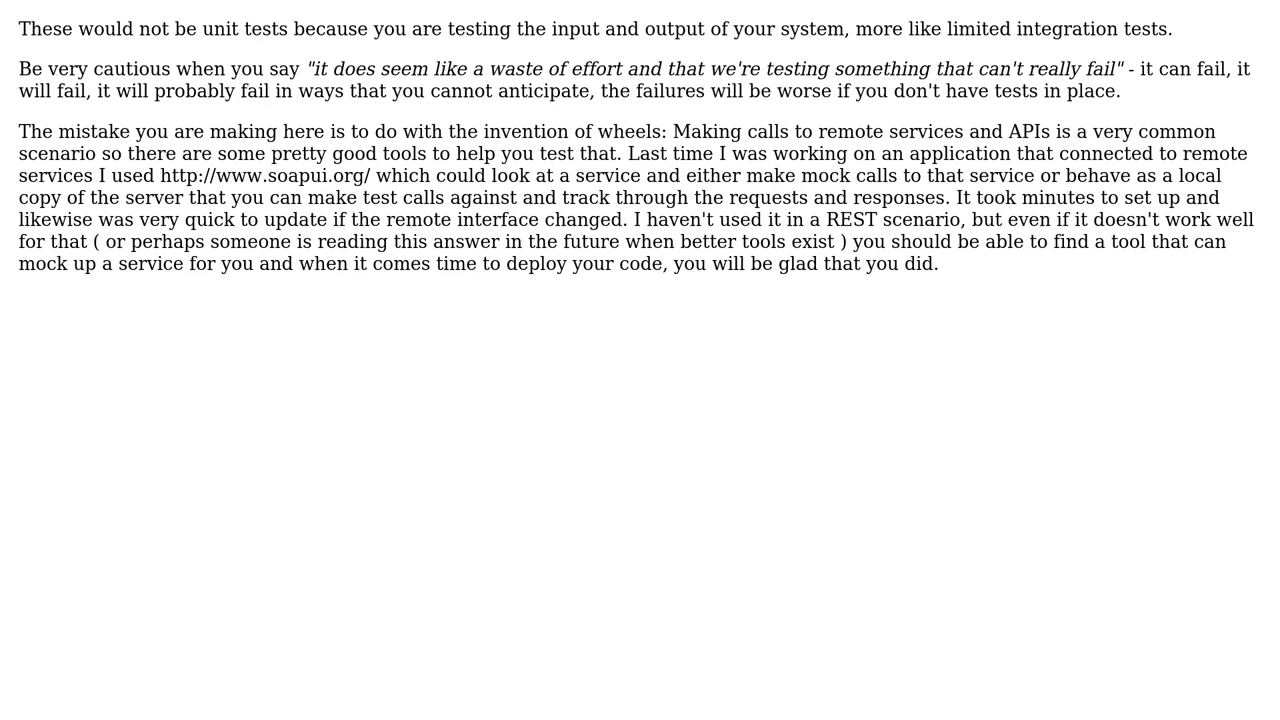 These would not be unit tests because you are testing the input and output of your system, more like limited integration tests.
Be very cautious when you say "it does seem like a waste of effort and that we're testing something that can't really fail" - it can fail, it
will fail, it will probably fail in ways that you cannot anticipate, the failures will be worse if you don't have tests in place.
The mistake you are making here is to do with the invention of wheels: Making calls to remote services and APIs is a very common
scenario so there are some pretty good tools to help you test that. Last time I was working on an application that connected to remote
services I used http://www.soapui.org/ which could look at a service and either make mock calls to that service or behave as a local
copy of the server that you can make test calls against and track through the requests and responses. It took minutes to set up and
likewise was very quick to update if the remote interface changed. I haven't used it in a REST scenario, but even if it doesn't work well
for that ( or perhaps someone is reading this answer in the future when better tools exist ) you should be able to find a tool that can
mock up a service for you and when it comes time to deploy your code, you will be glad that you did.